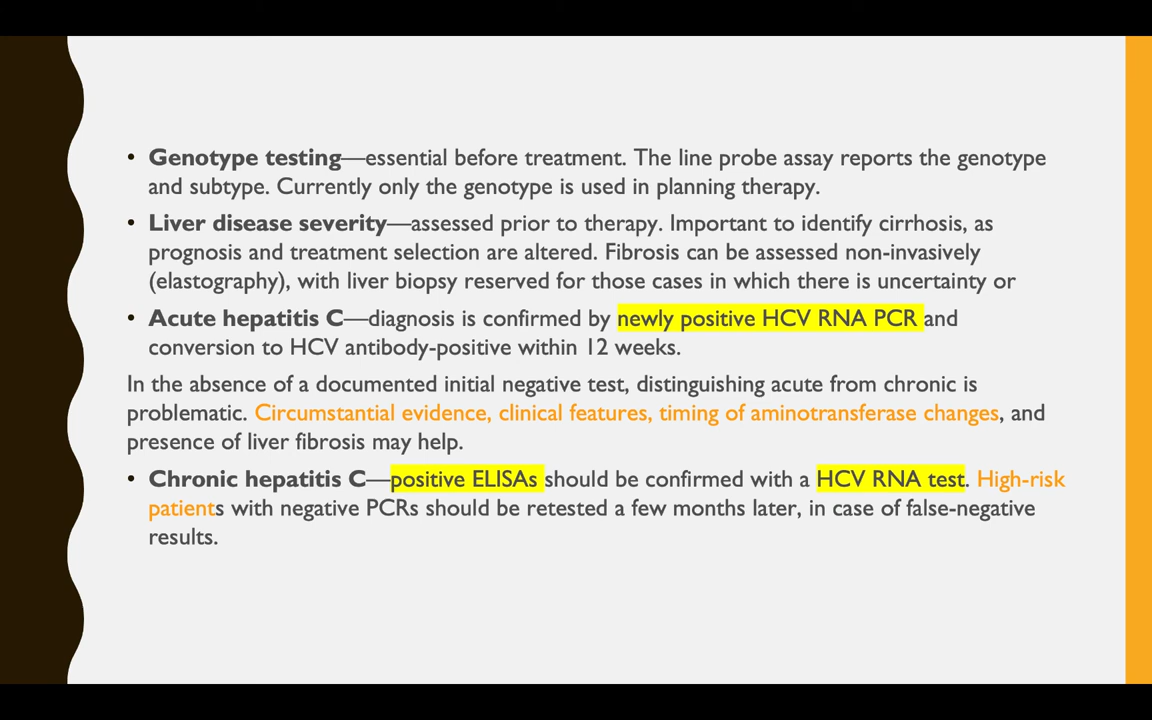 • Genotype testing—essential before treatment. The line probe assay reports the genotype
and subtype. Currently only the genotype is used in planning therapy.
• Liver disease severity—assessed prior to therapy. Important to identify cirrhosis, as
prognosis and treatment selection are altered. Fibrosis can be assessed non-invasively
(elastography), with liver biopsy reserved for those cases in which there is uncertainty or
• Acute hepatitis C—diagnosis is confirmed by newly positive HCV RNA PCR and
conversion to HCV antibody-positive within 12 weeks.
In the absence of a documented initial negative test, distinguishing acute from chronic is
problematic. Circumstantial evidence, clinical features, timing of aminotransferase changes, and
presence of liver fibrosis may help.
• Chronic hepatitis C—positive ELISAs should be confirmed with a HCV RNA test. High-risk
patients with negative PCRs should be retested a few months later, in case of false-negative
results.